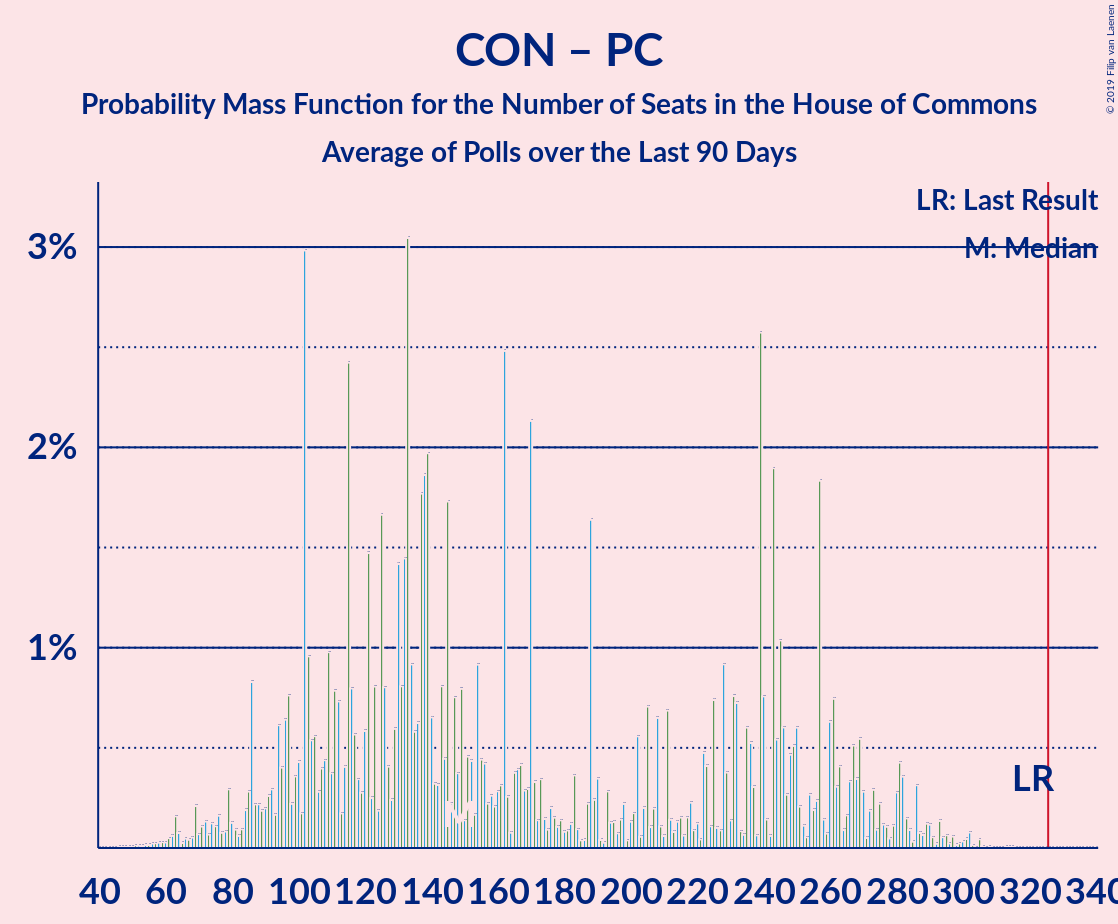 CON – PC
Probability Mass Function for the Number of Seats in the House of Commons
Average of Polls over the Last 90 Days
© 2019 Filip van Laenen
LR: Last Result
M: Median
3%
2%
1%
LR
M
40 60 80 100 120 140 160 180 200 220 240 260 280 300 320 340